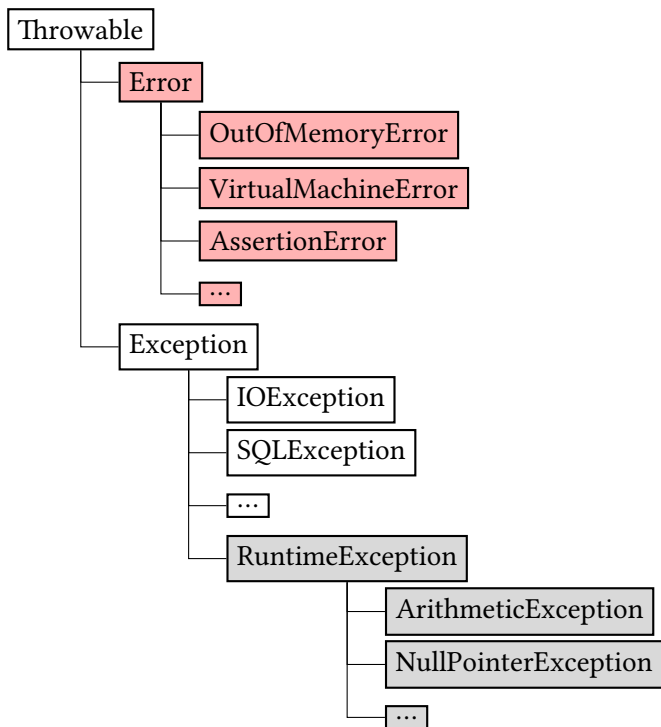 Throwable
Error
OutOfMemoryError
VirtualMachineError
AssertionError
...
Exception
IOException
SQLException
...
RuntimeException
ArithmeticException
NullPointerException
...